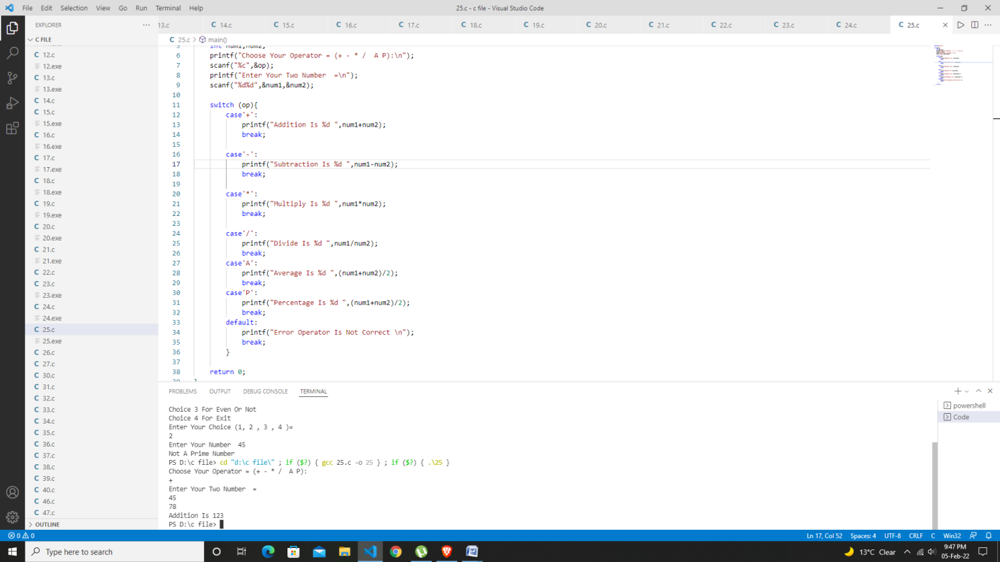 File Edit Selection View Go Run Terminal Help
25.c - c file - Visual Studio Code
EXPLORER
13.c
C 14.c
C 15.c
C 16.c
C 17.c
C 18.c
C 19.c
C 20.c
C 21.c
C 22.c
C 23.c
C 24.c
C 25.c
C FILE
C 12.c
12.exe
C 13.c
13.exe
C 14.c
C 15.c
15.exe
C 16.c
16.exe
C 17.c
17.exe
C 18.c
18.exe
C 19.c
19.exe
C 20.c
20.exe
C 21.c
21.exe
C 22.c
C 23.c
23.exe
C 24.c
24.exe
C 25.c
25.exe
C 26.c
C 27.c
C 30.c
C 31.c
C 32.c
C 33.c
C 34.c
C 35.c
C 36.c
C 37.c
C 38.c
C 39.c
C 40.c
C 46.c
C 47.c
OUTLINE
C 25.c > main()
5 int num1,num2;
6 printf("Choose Your Operator = (+ - * /  A P):\n");
7 scanf("%c",&op);
8 printf("Enter Your Two Number  =\n");
9 scanf("%d%d",&num1,&num2);
10
11 switch (op){
12 case'+':
13 printf("Addition Is %d ",num1+num2);
14 break;
15
16 case'-':
17 printf("Subtraction Is %d ",num1-num2);
18 break;
19
20 case'*':
21 printf("Multiply Is %d ",num1*num2);
22 break;
23
24 case'/':
25 printf("Divide Is %d ",num1/num2);
26 break;
27 case'A':
28 printf("Average Is %d ",(num1+num2)/2);
29 break;
30 case'P':
31 printf("Percentage Is %d ",(num1+num2)/2);
32 break;
33 default:
34 printf("Error Operator Is Not Correct \n");
35 break;
36 }
37
38 return 0;
39 }
PROBLEMS OUTPUT DEBUG CONSOLE TERMINAL
powershell
Code
Choice 3 For Even Or Not
Choice 4 For Exit
Enter Your Choice (1, 2 , 3 , 4 )=
2
Enter Your Number  45
Not A Prime Number
PS D:\c file> cd "d:\c file\" ; if ($?) { gcc 25.c -o 25 } ; if ($?) { .\25 }
Choose Your Operator = (+ - * /  A P):
+
Enter Your Two Number  =
45
78
Addition Is 123
PS D:\c file>
0 0
Ln 17, Col 52 Spaces: 4 UTF-8 CRLF C Win32
Type here to search
13°C Clear
9:47 PM
05-Feb-22